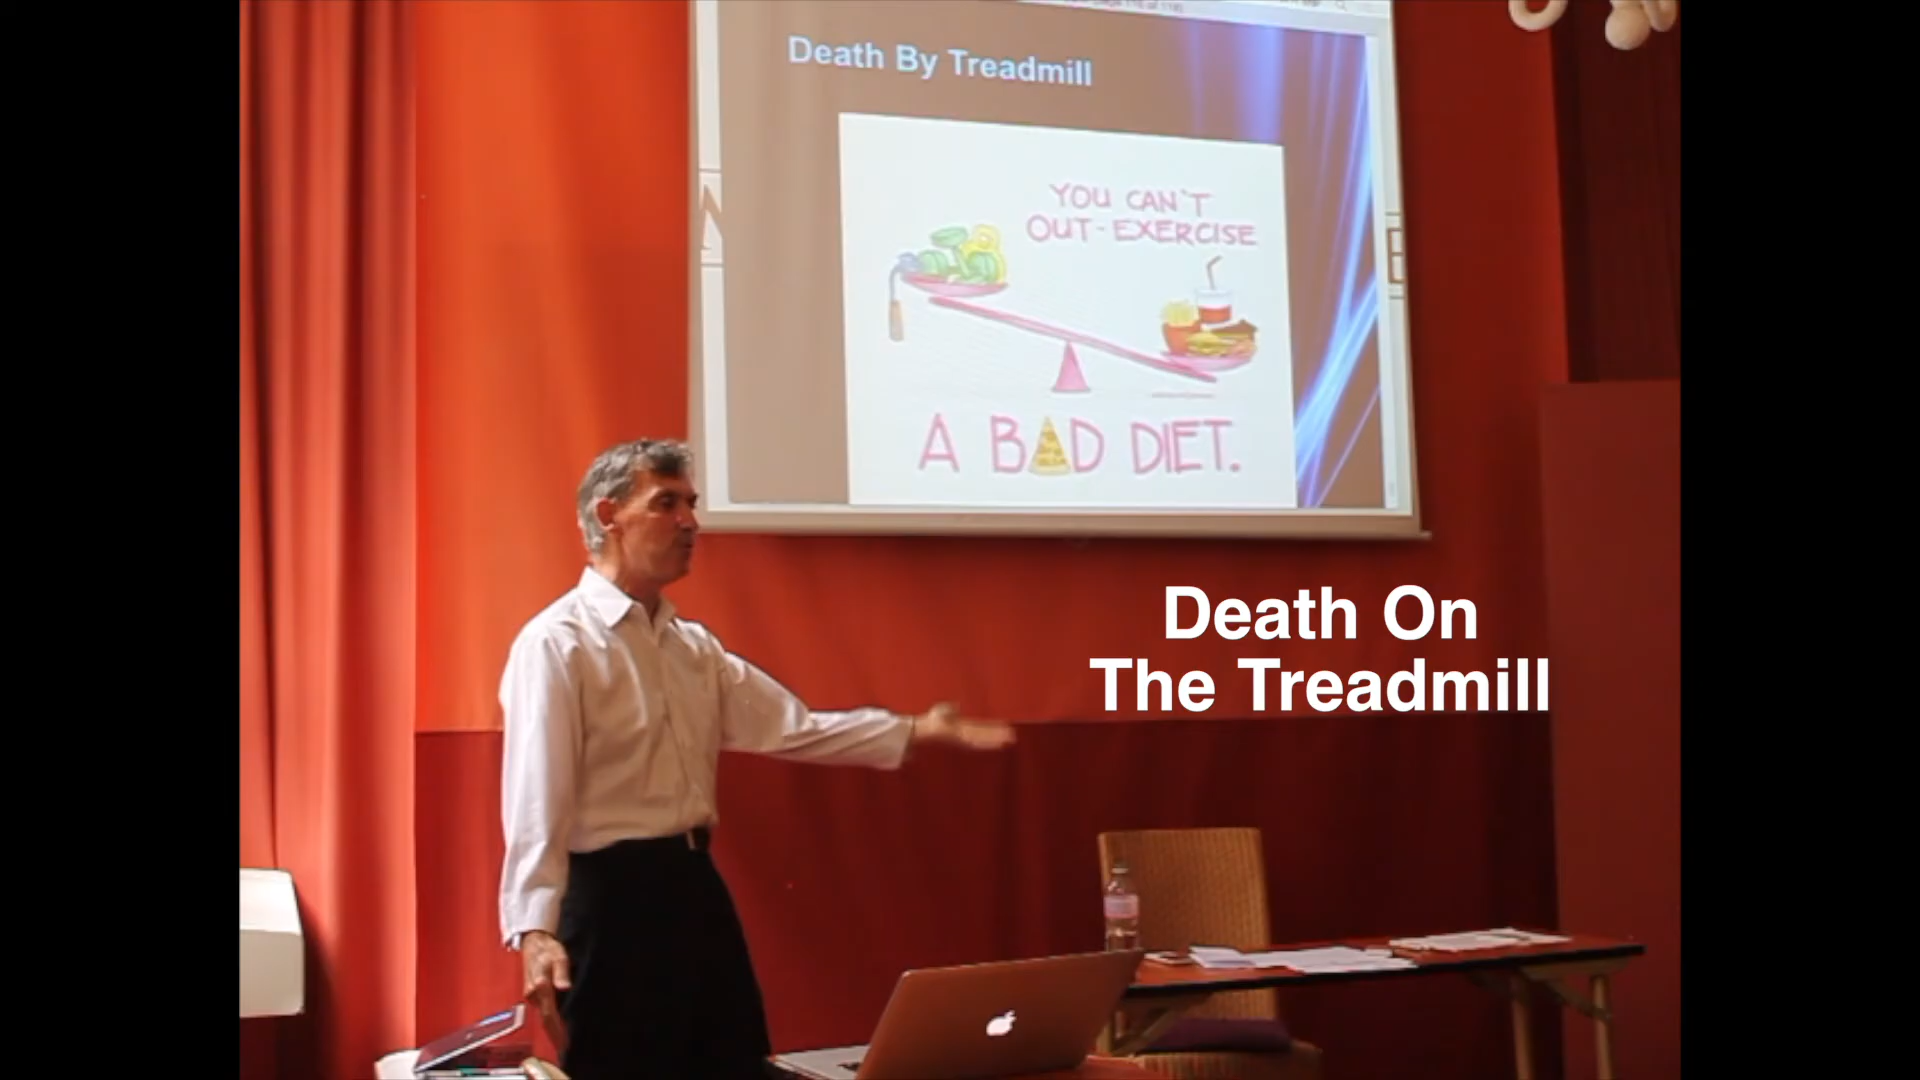 Death By Treadmill
YOU CAN'T
OUT-EXERCISE
A BAD DIET.
Death On
The Treadmill